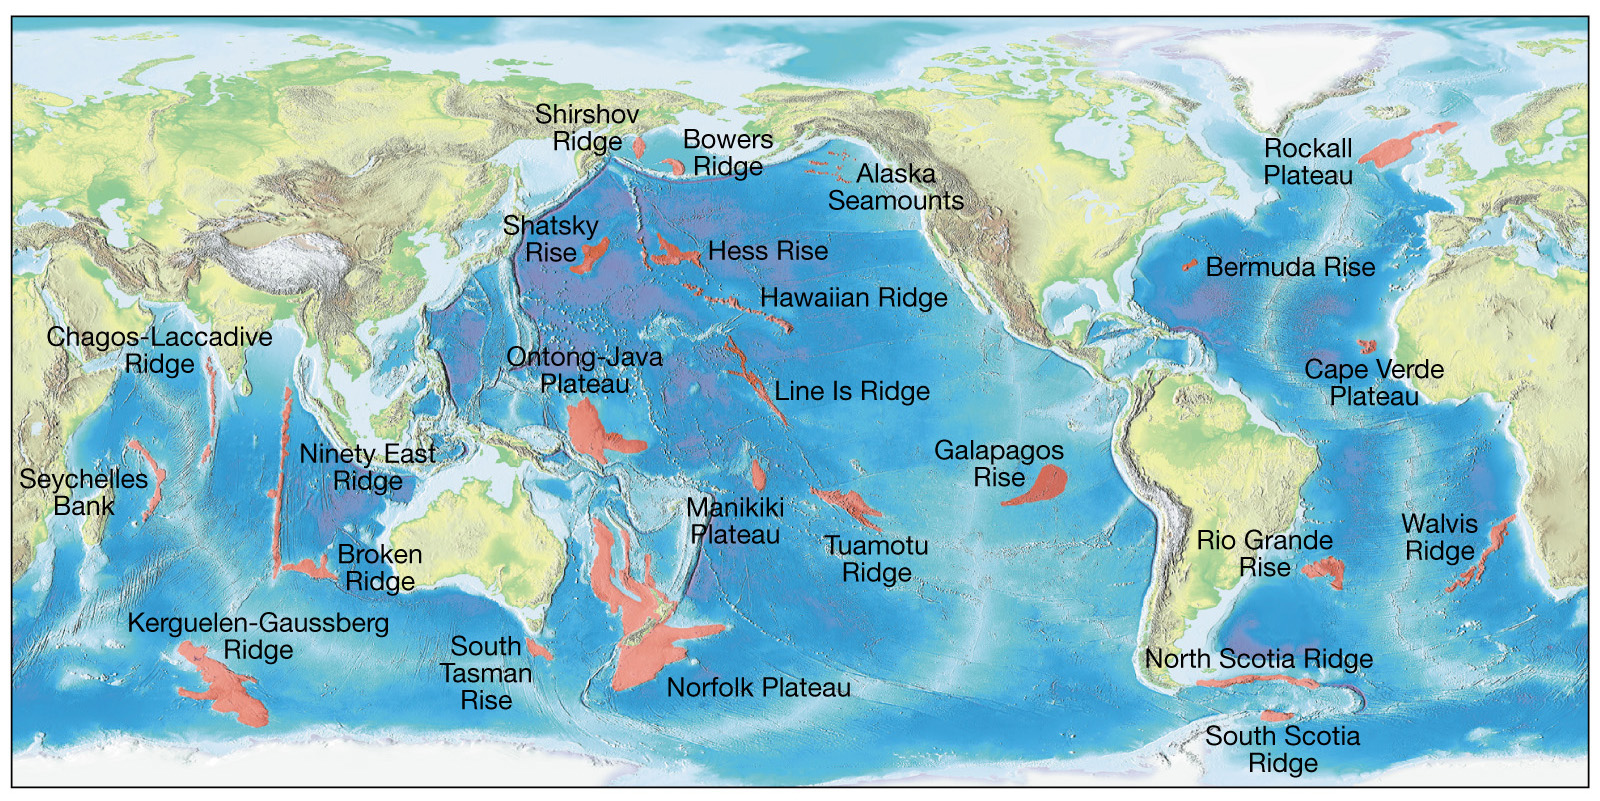 Shirshov
Ridge
Bowers
Ridge
Rockall
Plateau
Alaska
Seamounts
Shatsky
Rise
Hess Rise
Bermuda Rise
Hawaiian Ridge
Chagos-Laccadive
Ridge
Ontong-Java
Plateau
Cape Verde
Plateau
Line Is Ridge
Ninety East
Ridge
Galapagos
Rise
Seychelles
Bank
Manikiki
Plateau
Walvis
Ridge
Tuamotu
Ridge
Rio Grande
Rise
Broken
Ridge
Kerguelen-Gaussberg
Ridge
South
Tasman
Rise
North Scotia Ridge
Norfolk Plateau
South Scotia
Ridge